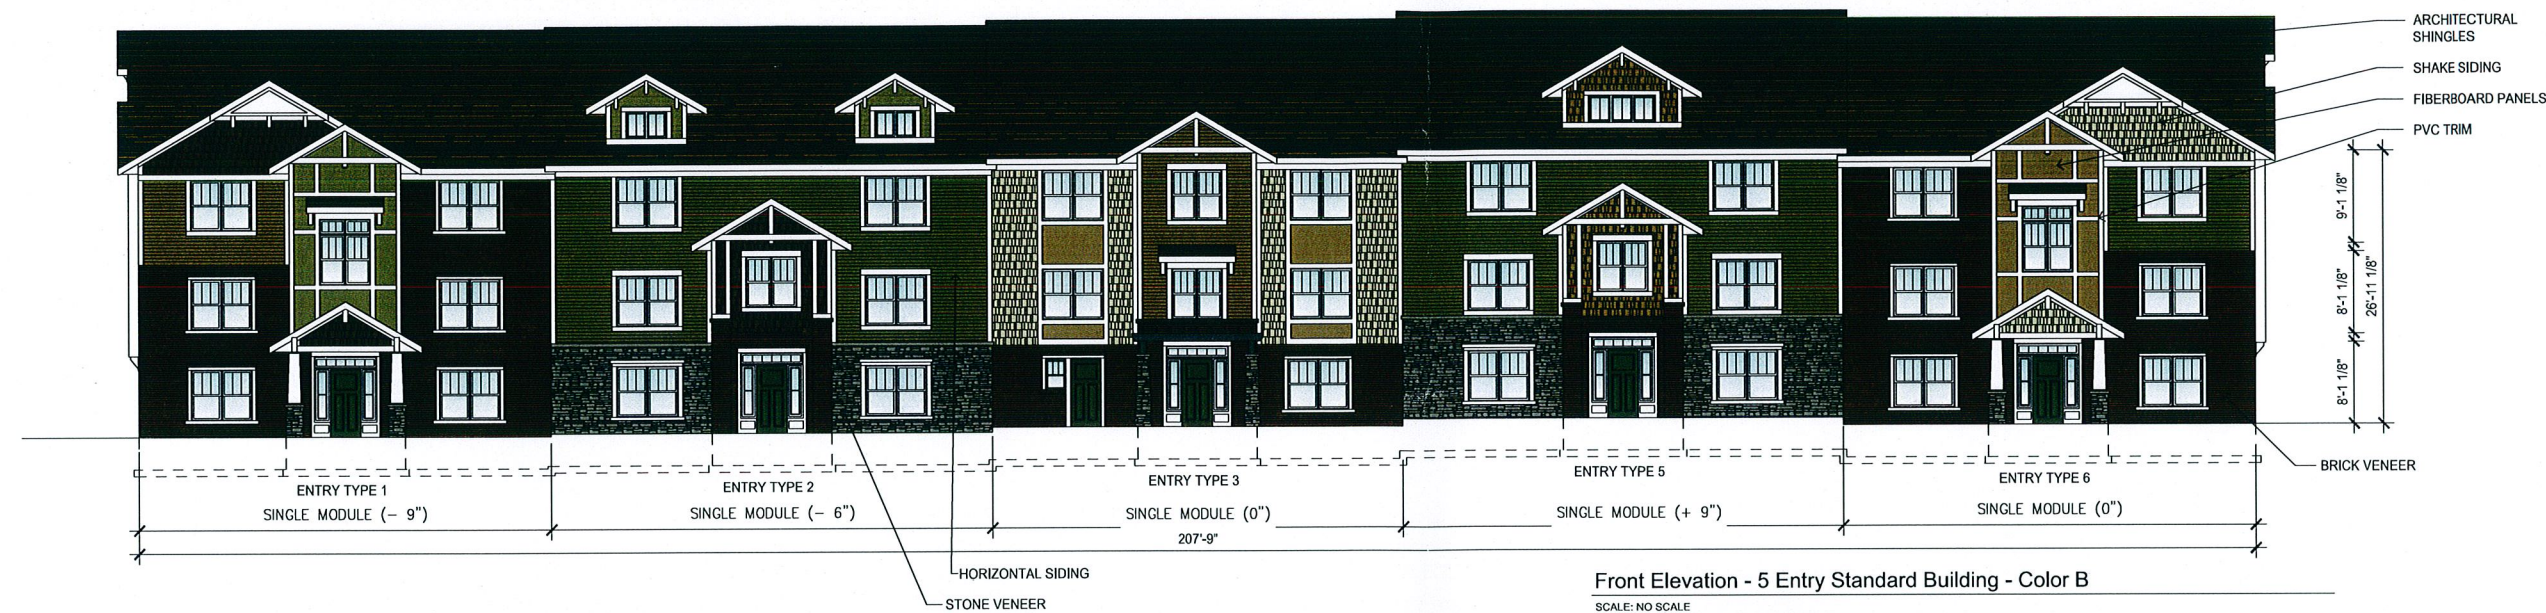 ARCHITECTURAL
SHINGLES
SHAKE SIDING
FIBERBOARD PANELS
PVC TRIM
9'-1 1/8"
8'-1 1/8"
26'-11 1/8"
8'-1 1/8"
BRICK VENEER
ENTRY TYPE 1
SINGLE MODULE (- 9")
ENTRY TYPE 2
SINGLE MODULE (- 6")
ENTRY TYPE 3
SINGLE MODULE (0")
ENTRY TYPE 5
SINGLE MODULE (+ 9")
ENTRY TYPE 6
SINGLE MODULE (0")
207'-9"
HORIZONTAL SIDING
STONE VENEER
Front Elevation - 5 Entry Standard Building - Color B
SCALE: NO SCALE